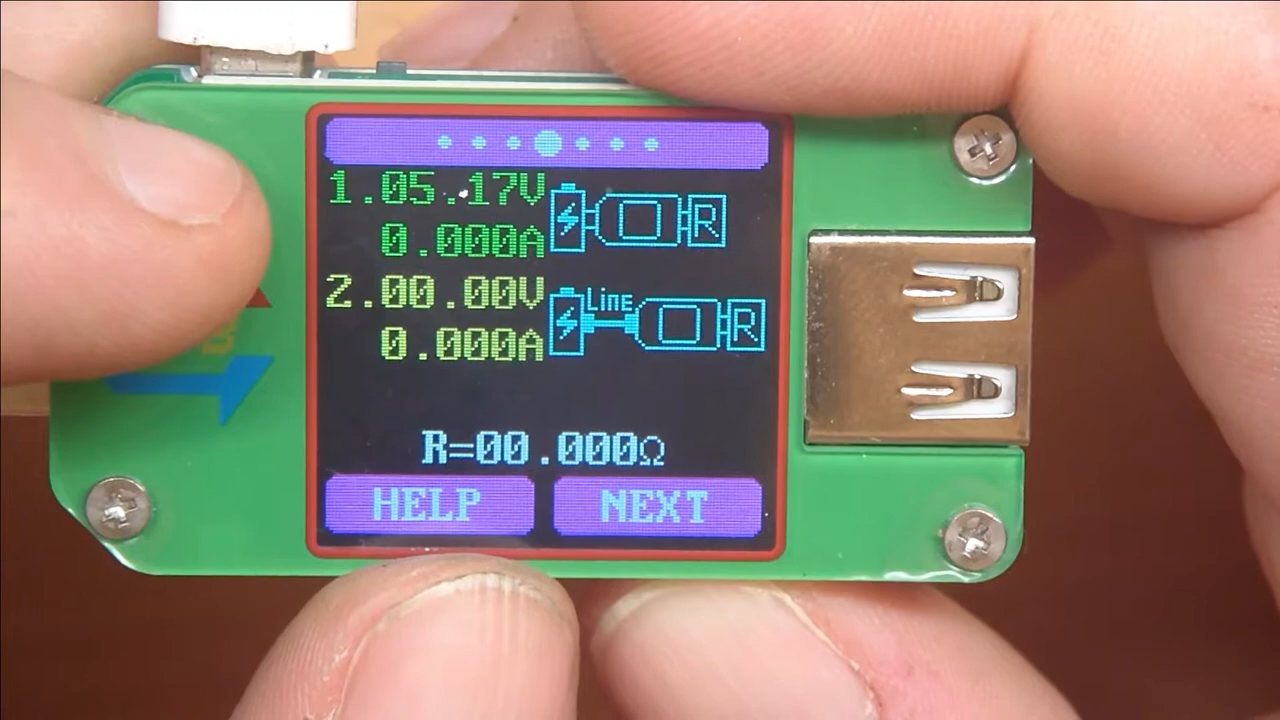 1.05.17V
R
0.000A
2.00.00V
Line
R
0.000A
R=00.000Ω
HELP
NEXT